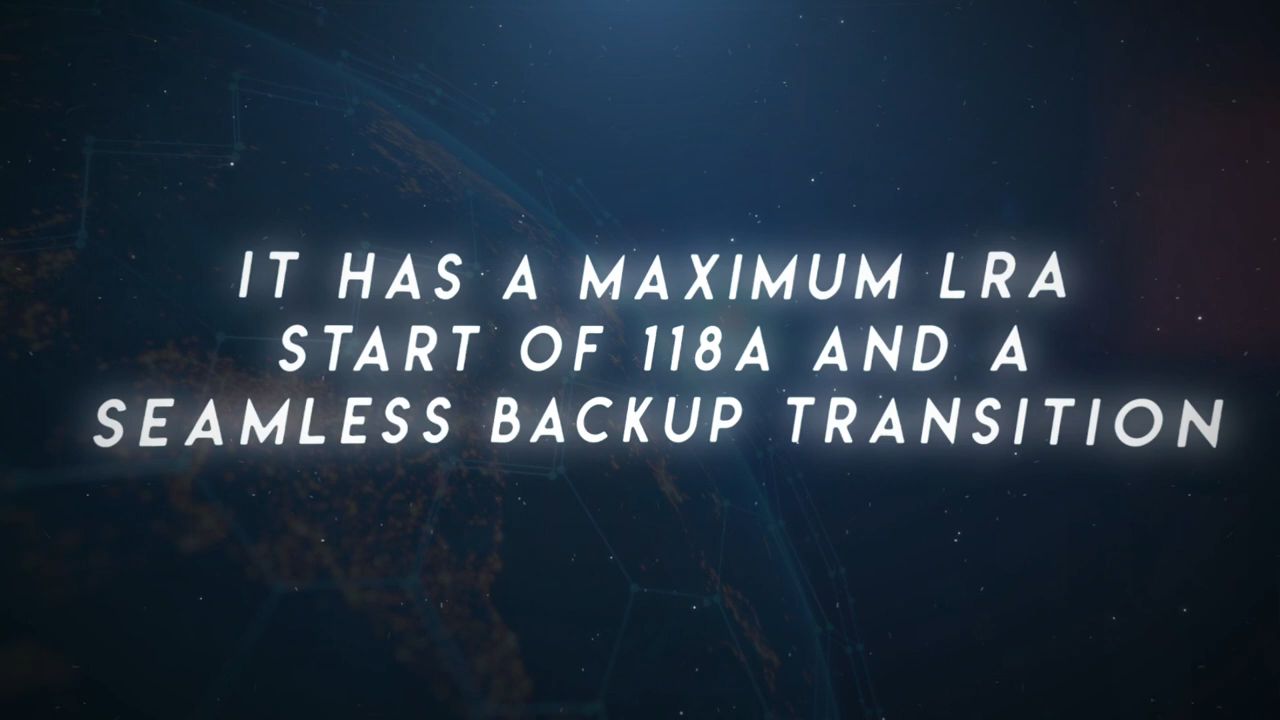 IT HAS A MAXIMUM LRA
START OF 118A AND A
SEAMLESS BACKUP TRANSITION